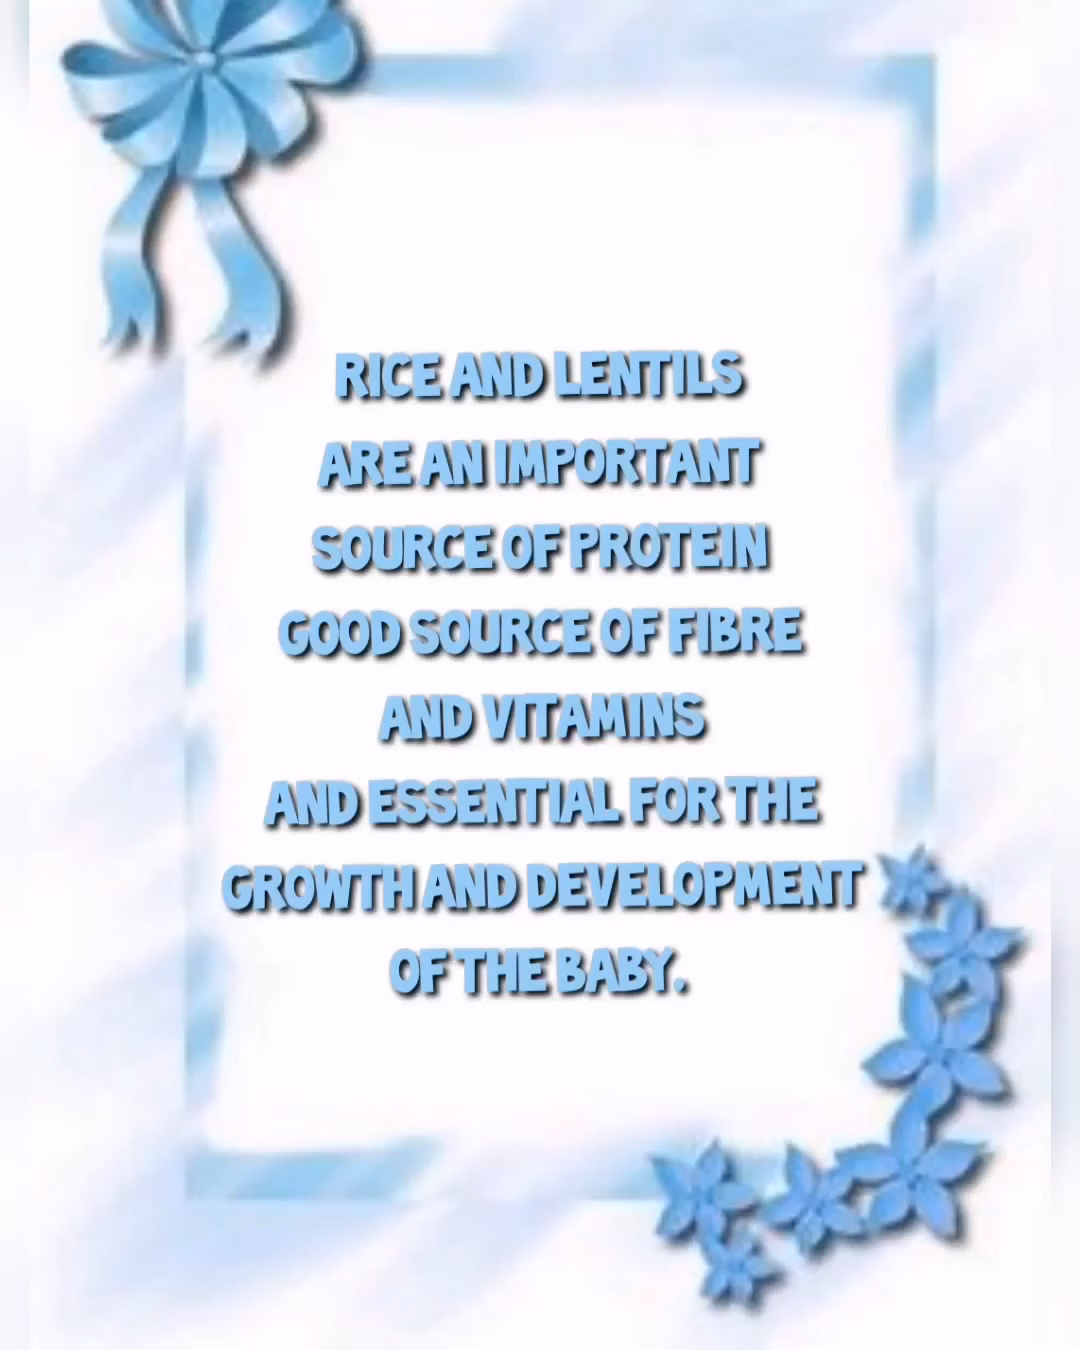 RICE AND LENTILS
ARE AN IMPORTANT
SOURCE OF PROTEIN
GOOD SOURCE OF FIBRE
AND VITAMINS
AND ESSENTIAL FOR THE
GROWTH AND DEVELOPMENT
OF THE BABY.